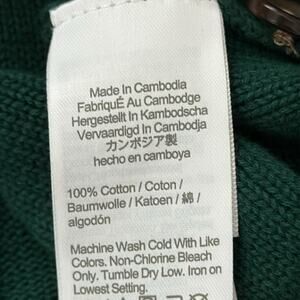 Made In Cambodia
FabriquÉ Au Cambodge
Hergestellt In Kambodscha
Vervaardigd In Cambodja
カンボジア製
hecho en camboya
100% Cotton / Coton /
Baumwolle / Katoen / 綿 /
algodón
Machine Wash Cold With Like
Colors. Non-Chlorine Bleach
Only. Tumble Dry Low. Iron on
Lowest Setting.